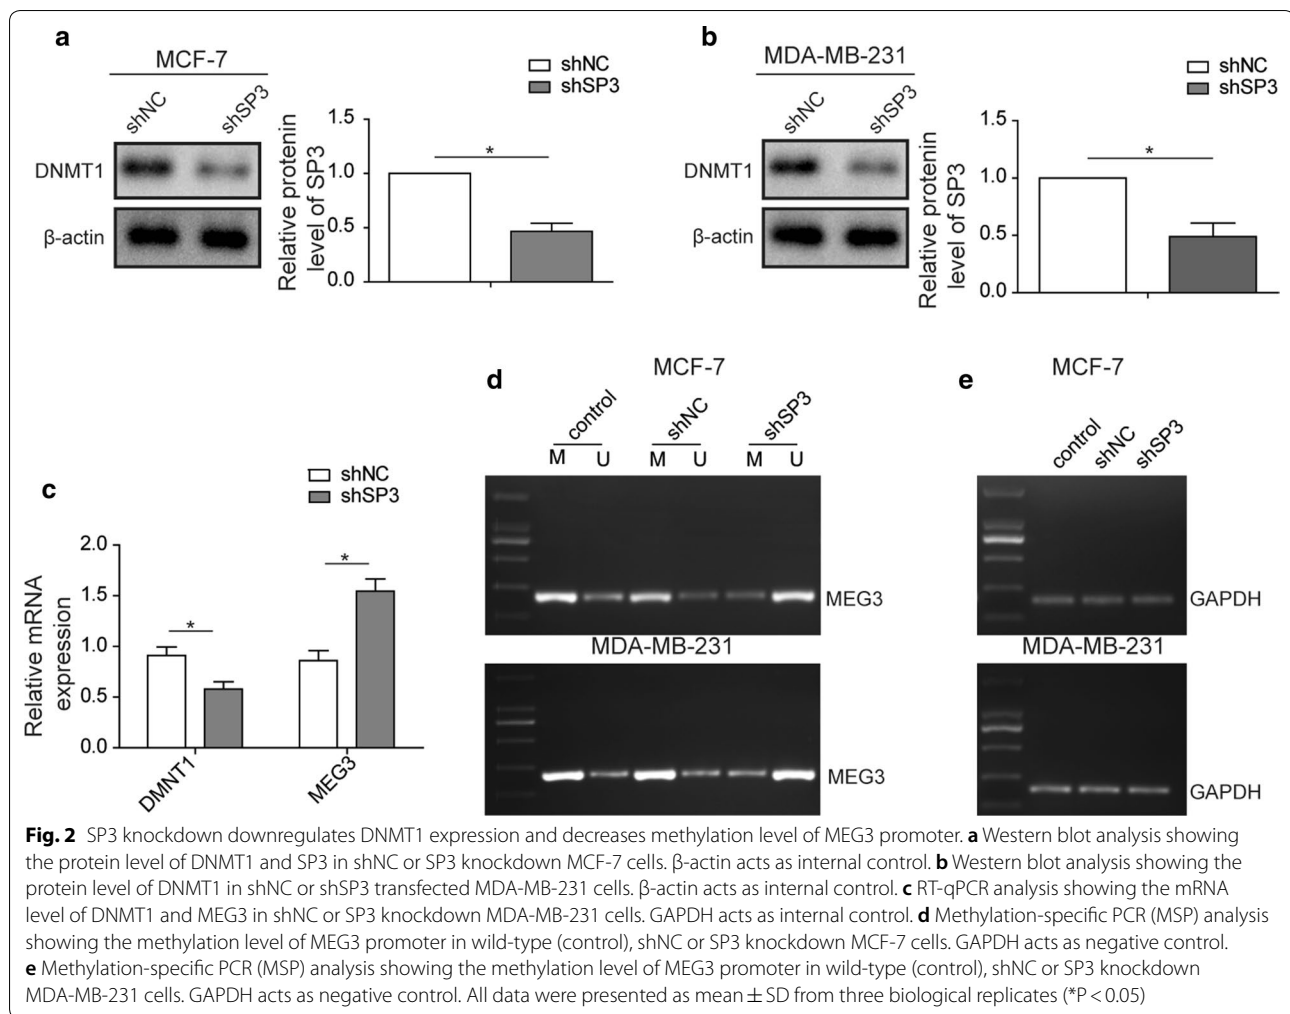 a
MCF-7
shNC
shSP3
DNMT1
β-actin
shNC
shSP3
Relative protenin
level of SP3
1.5
1.0
0.5
0.0
*
b
MDA-MB-231
shNC
shSP3
DNMT1
β-actin
shNC
shSP3
Relative protenin
level of SP3
1.5
1.0
0.5
0.0
*
c
shNC
shSP3
Relative mRNA
expression
2.0
1.5
1.0
0.5
0.0
*
*
DMNT1
MEG3
d
MCF-7
control
shNC
shSP3
M U M U M U
MEG3
MDA-MB-231
MEG3
e
MCF-7
control
shNC
shSP3
GAPDH
MDA-MB-231
GAPDH
Fig. 2 SP3 knockdown downregulates DNMT1 expression and decreases methylation level of MEG3 promoter. a Western blot analysis showing
the protein level of DNMT1 and SP3 in shNC or SP3 knockdown MCF-7 cells. β-actin acts as internal control. b Western blot analysis showing the
protein level of DNMT1 in shNC or shSP3 transfected MDA-MB-231 cells. β-actin acts as internal control. c RT-qPCR analysis showing the mRNA
level of DNMT1 and MEG3 in shNC or SP3 knockdown MDA-MB-231 cells. GAPDH acts as internal control. d Methylation-specific PCR (MSP) analysis
showing the methylation level of MEG3 promoter in wild-type (control), shNC or SP3 knockdown MCF-7 cells. GAPDH acts as negative control.
e Methylation-specific PCR (MSP) analysis showing the methylation level of MEG3 promoter in wild-type (control), shNC or SP3 knockdown
MDA-MB-231 cells. GAPDH acts as negative control. All data were presented as mean ± SD from three biological replicates (*P < 0.05)